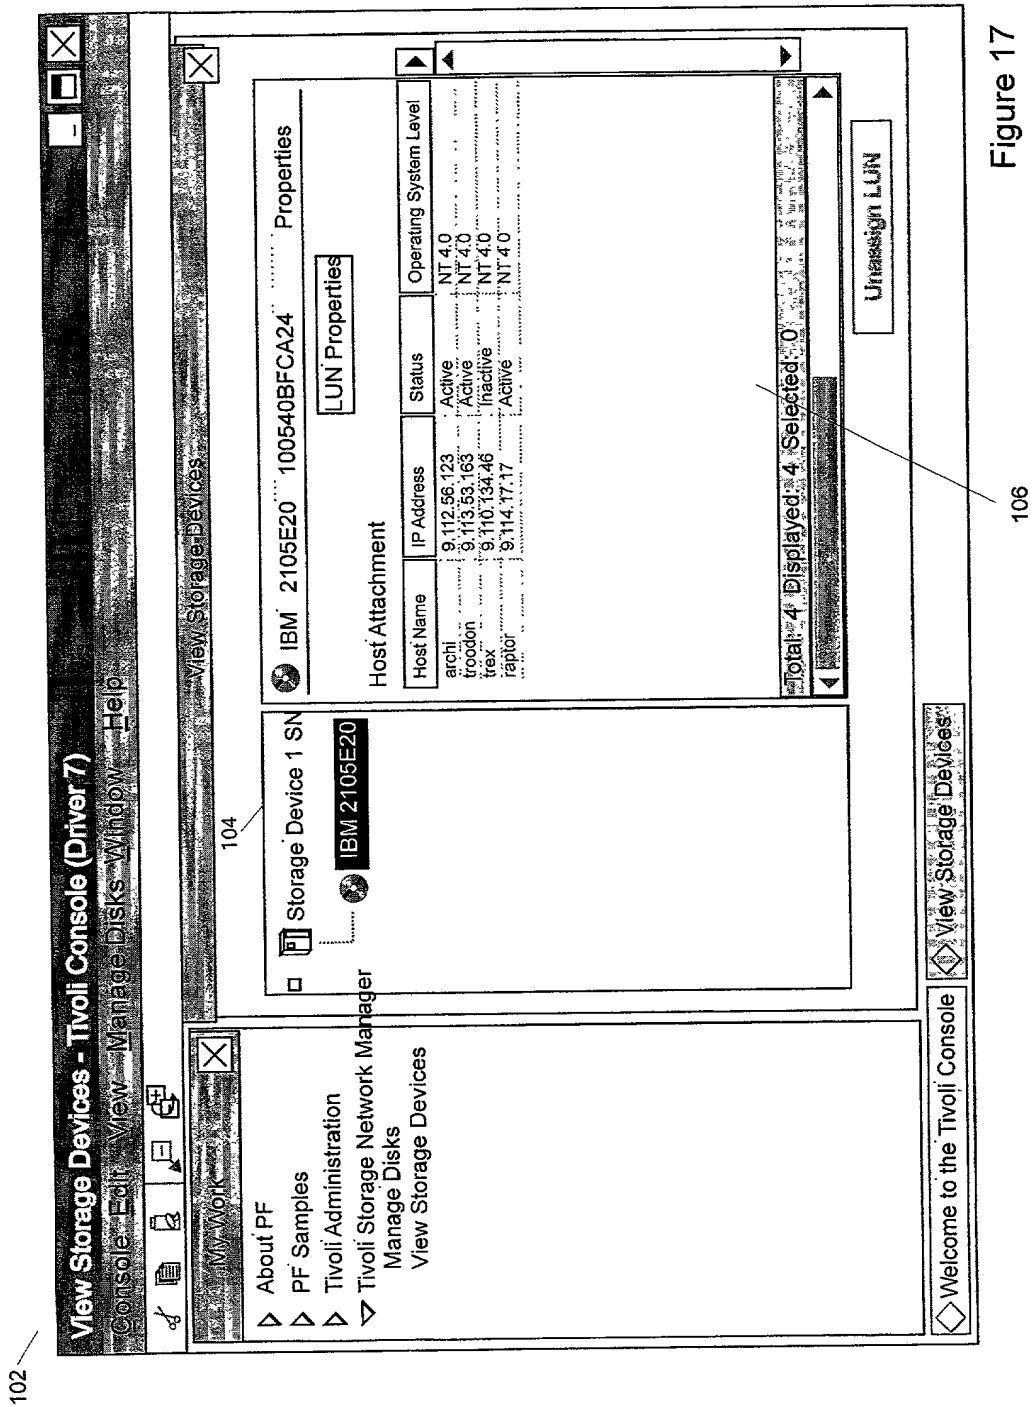 102
View Storage Devices - Tivoli Console (Driver 7)
Console Edit View Manage Disks Window Help
My Work
About PF
PF Samples
Tivoli Administration
Tivoli Storage Network Manager
Manage Disks
View Storage Devices
View Storage Devices
104
Storage Device 1 SN
IBM 2105E20
IBM 2105E20 100540BFCA24 Properties
LUN Properties
Host Attachment
Host Name IP Address Status Operating System Level
archi 9.112.56.123 Active NT 4.0
troodon 9.113.53.163 Active NT 4.0
trex 9.110.134.46 Inactive NT 4.0
raptor 9.114.17.17 Active NT 4 0
Total: 4 Displayed: 4 Selected: 0
Unassign LUN
106
Welcome to the Tivoli Console
View Storage Devices
Figure 17